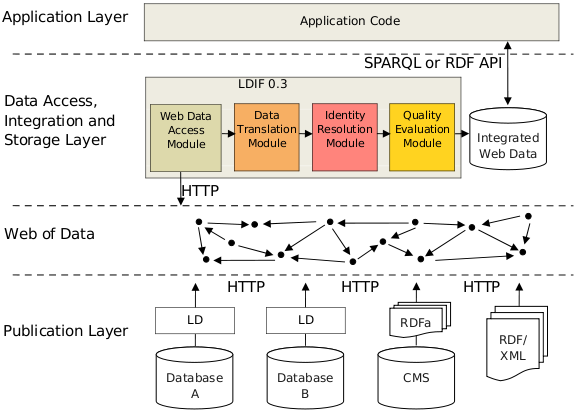 Application Layer
Application Code
SPARQL or RDF API
LDIF 0.3
Data Access,
Integration and
Storage Layer
Web Data
Access
Module
Data
Translation
Module
Identity
Resolution
Module
Quality
Evaluation
Module
Integrated
Web Data
HTTP
Web of Data
HTTP
HTTP
HTTP
Publication Layer
LD
LD
RDFa
RDF/
XML
Database
A
Database
B
CMS